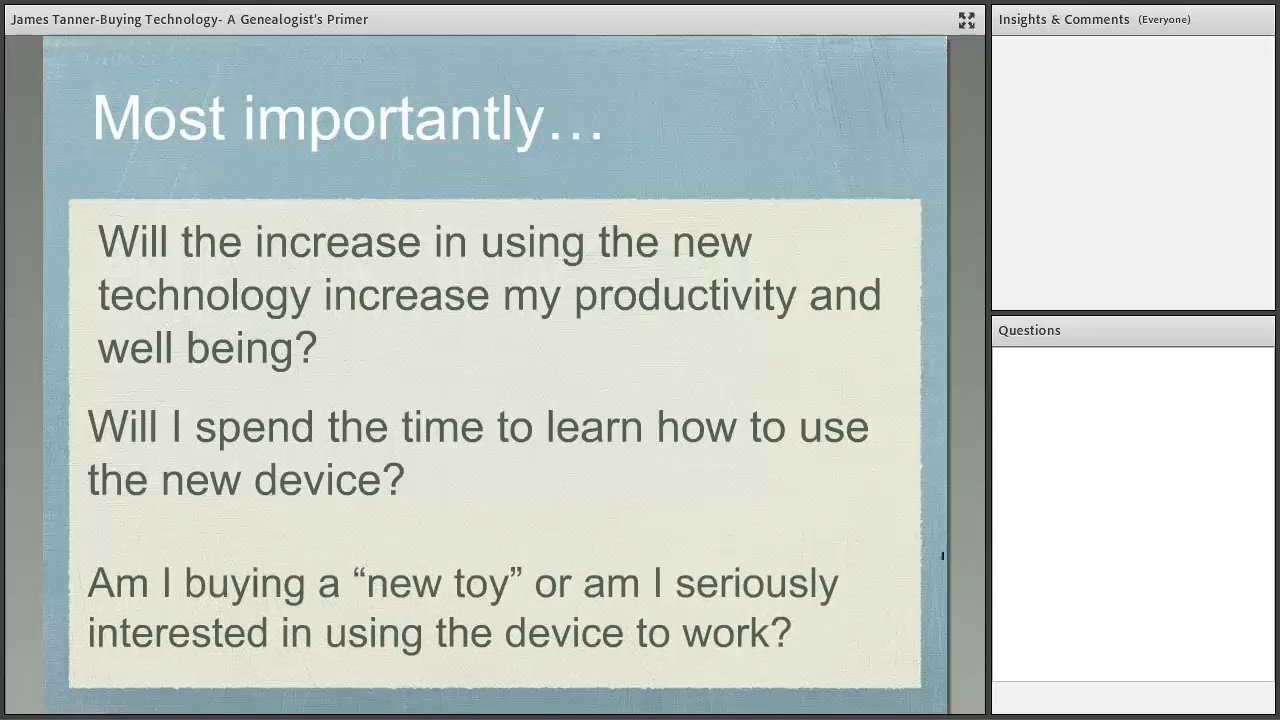 James Tanner-Buying Technology- A Genealogist's Primer
Insights & Comments (Everyone)
Most importantly…
Will the increase in using the new
technology increase my productivity and
well being?
Will I spend the time to learn how to use
the new device?
Am I buying a “new toy” or am I seriously
interested in using the device to work?
Questions